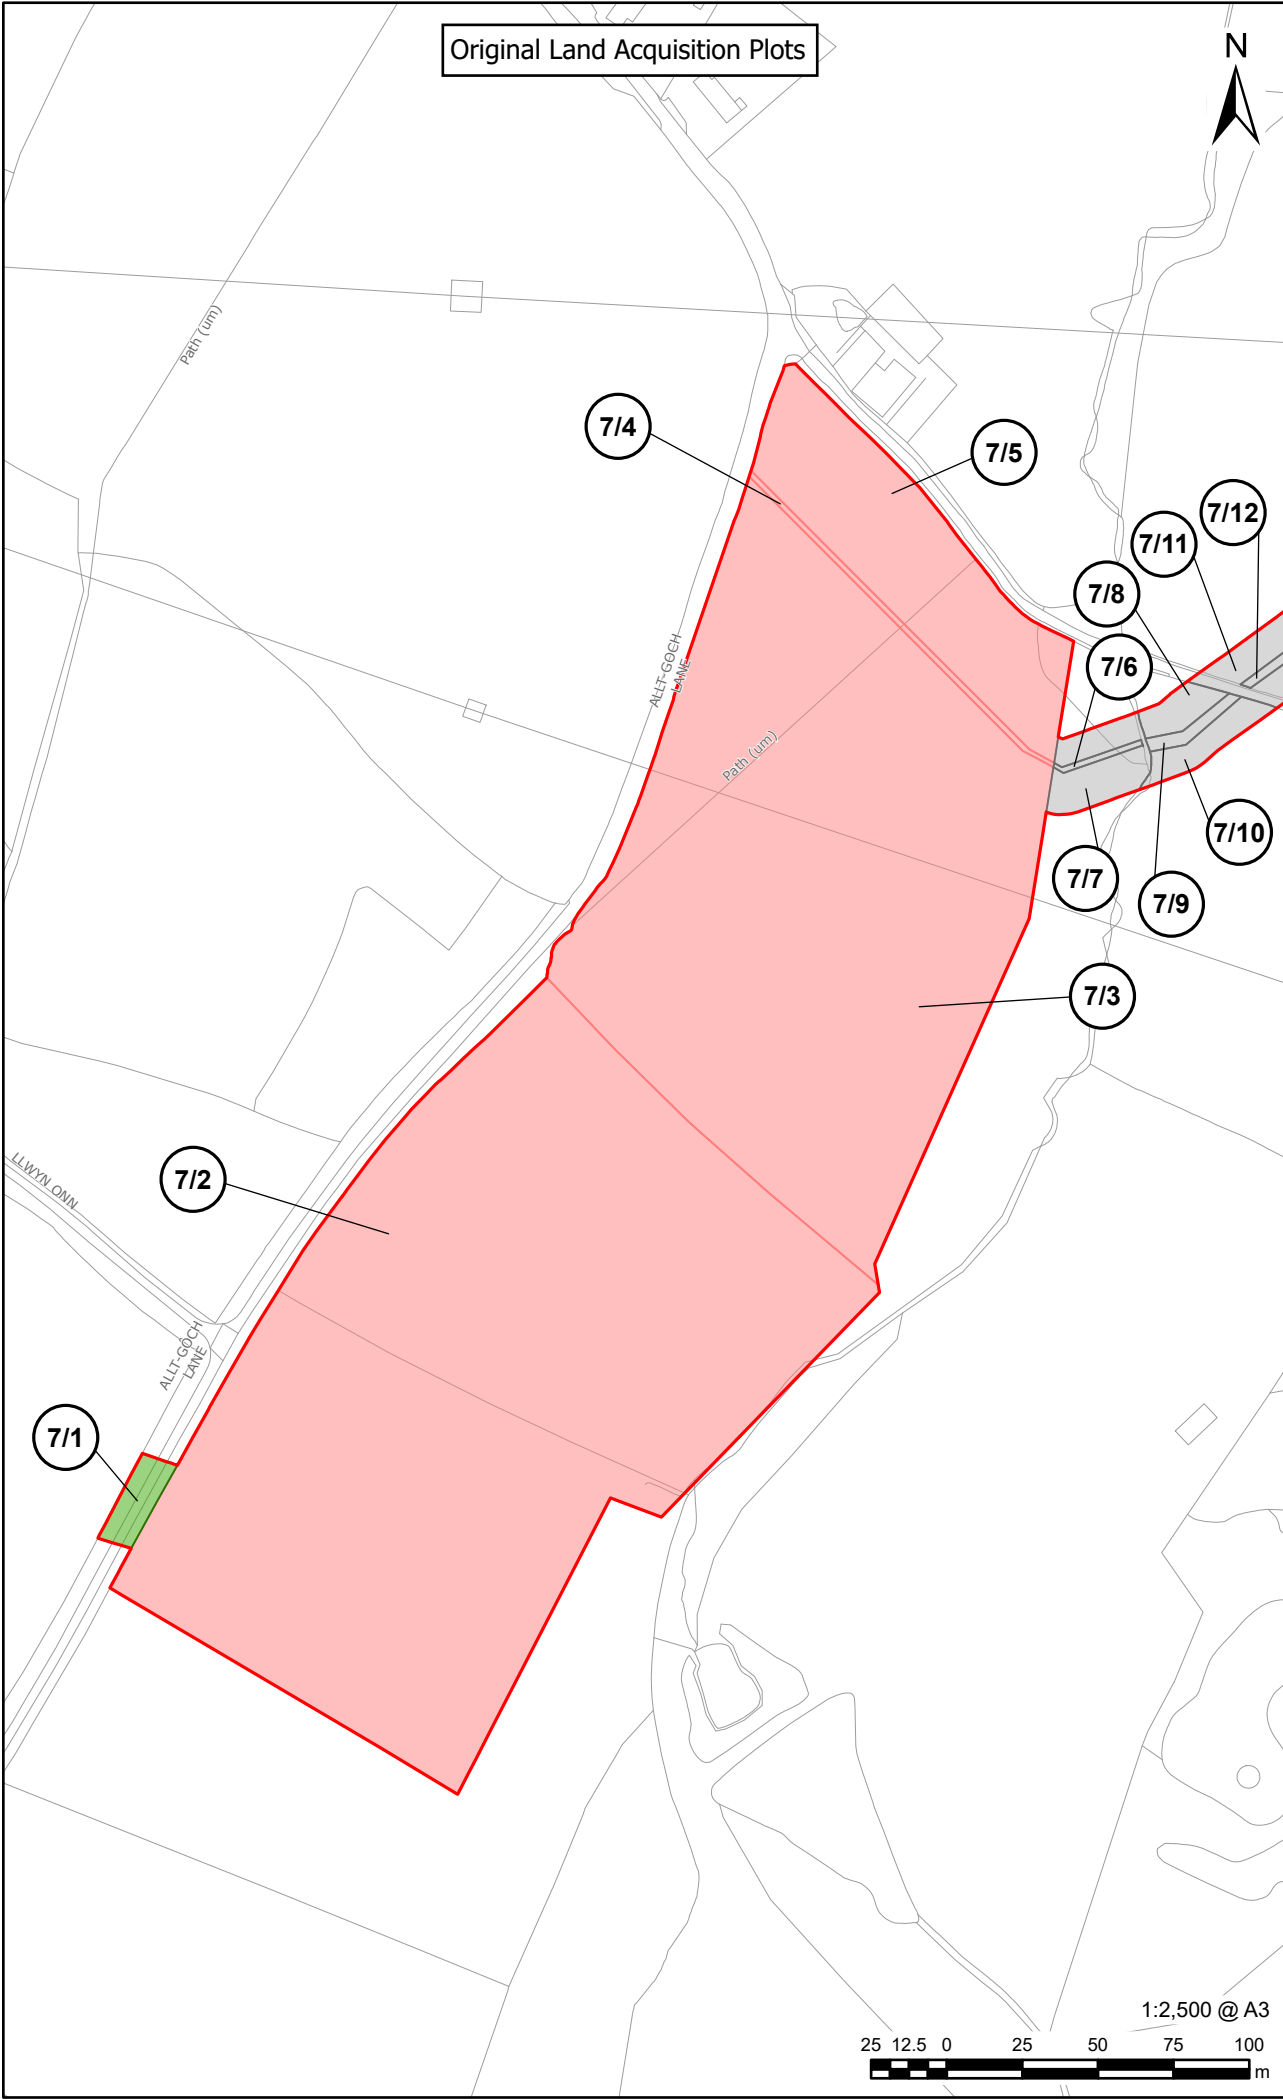 Original Land Acquisition Plots
N
Path (um)
7/4
7/5
7/12
7/11
7/8
7/6
ALLT-GOCH
LANE
Path (um)
7/10
7/7
7/9
7/3
LLWYN ONN
7/2
ALLT-GOCH
LANE
7/1
1:2,500 @ A3
25 12.5 0 25 50 75 100
m